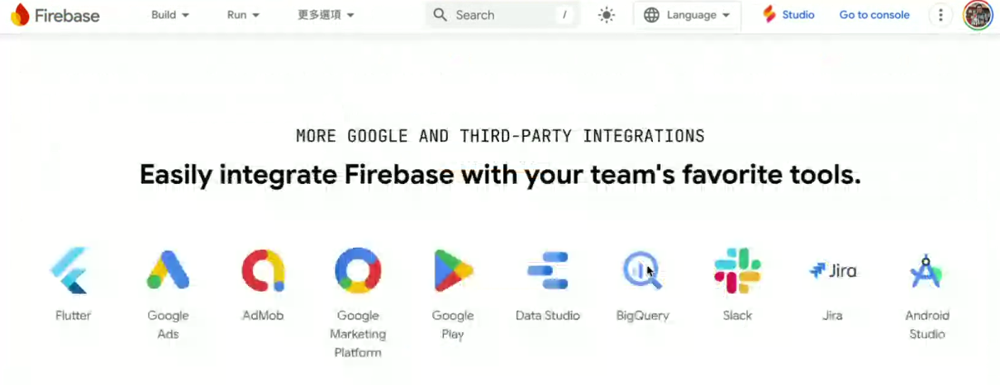 Firebase Build Run 更多選項 Search / Language Studio Go to console
MORE GOOGLE AND THIRD-PARTY INTEGRATIONS
Easily integrate Firebase with your team's favorite tools.
Jira
Flutter Google Ads AdMob Google Marketing Platform Google Play Data Studio BigQuery Slack Jira Android Studio